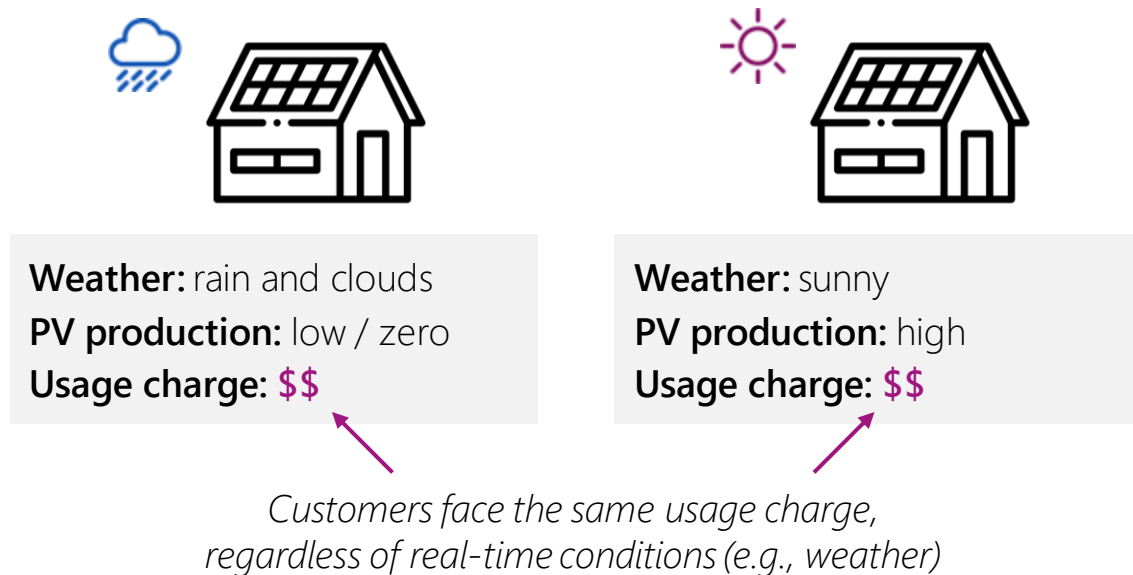 Weather: rain and clouds
PV production: low / zero
Usage charge: $$
Weather: sunny
PV production: high
Usage charge: $$
Customers face the same usage charge,
regardless of real-time conditions (e.g., weather)